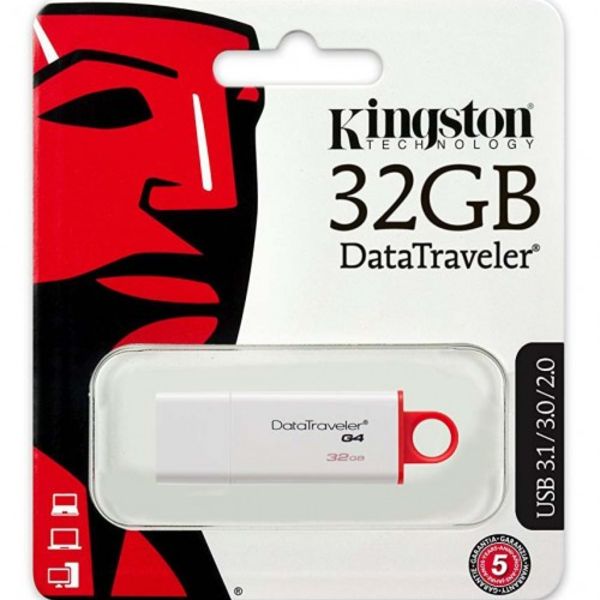 Kingston
TECHNOLOGY
32GB
DataTraveler®
DataTraveler®
G4
32GB
USB 3.1/3.0/2.0
5
®